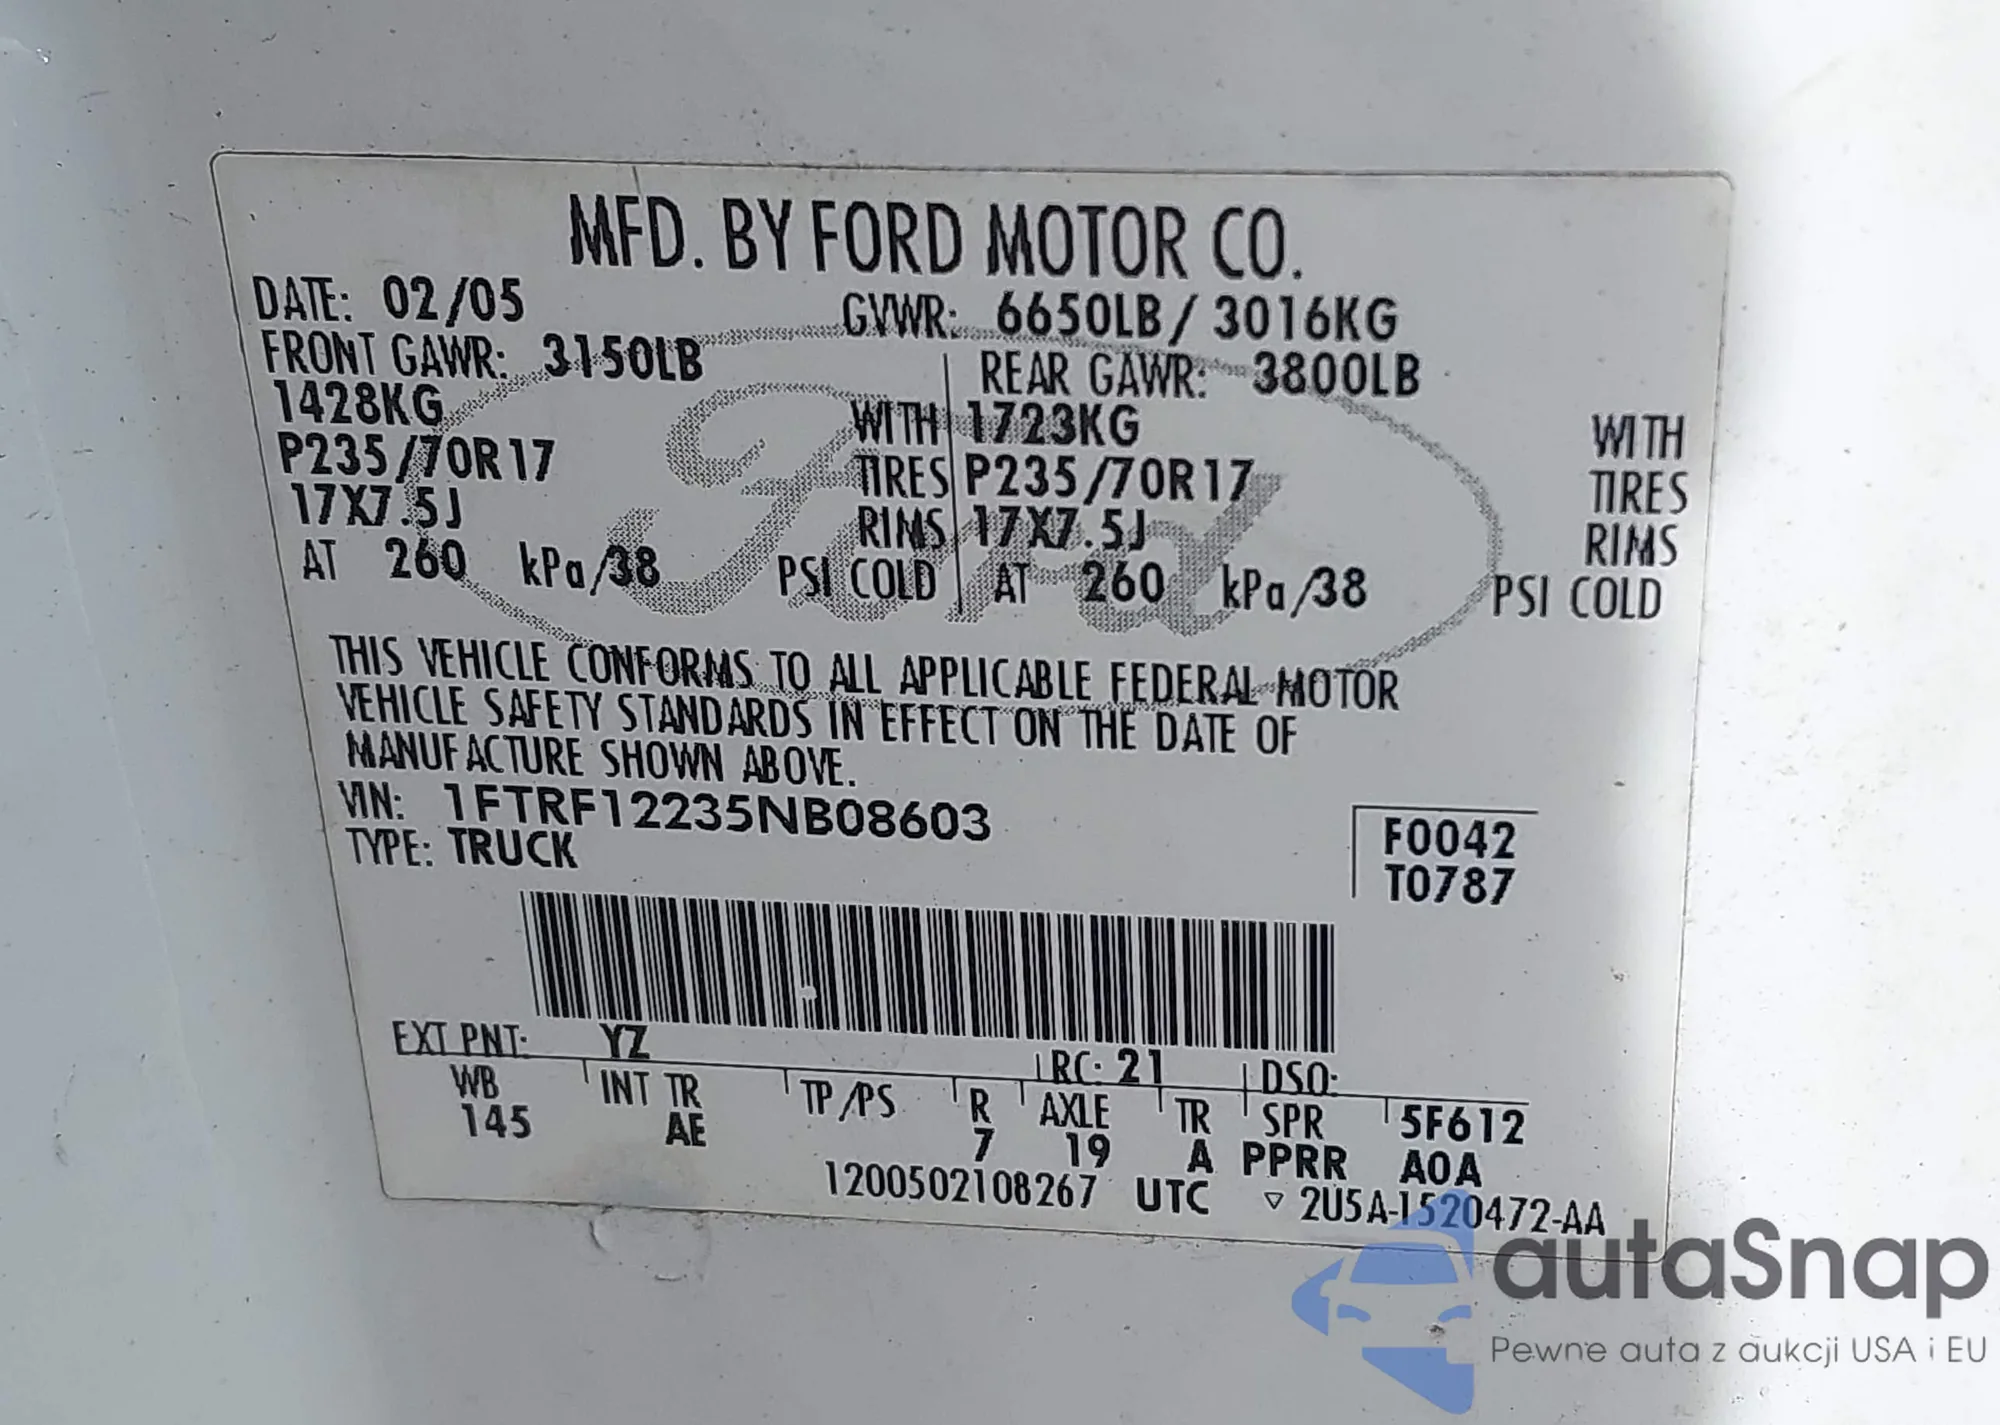 MFD. BY FORD MOTOR CO.
DATE: 02/05 GVWR: 6650LB/ 3016KG
FRONT GAWR: 3150LB REAR GAWR: 3800LB
1428KG WITH 1723KG WITH
P235/70R17 TIRES P235/70R17 TIRES
17X7.5J RIMS 17X7.5J RIMS
AT 260 kPa/38 PSI COLD AT 260 kPa/38 PSI COLD
Ford
THIS VEHICLE CONFORMS TO ALL APPLICABLE FEDERAL MOTOR
VEHICLE SAFETY STANDARDS IN EFFECT ON THE DATE OF
MANUFACTURE SHOWN ABOVE.
VIN: 1FTRF12235NB08603
TYPE: TRUCK
F0042
T0787
EXT PNT: YZ RC: 21 DSO:
WB INT TR TP/PS R AXLE TR SPR 5F612
145 AE 7 19 A PPRR A0A
1200502108267 UTC ▽ 2U5A-1520472-AA
autaSnap
Pewne auta z aukcji USA i EU